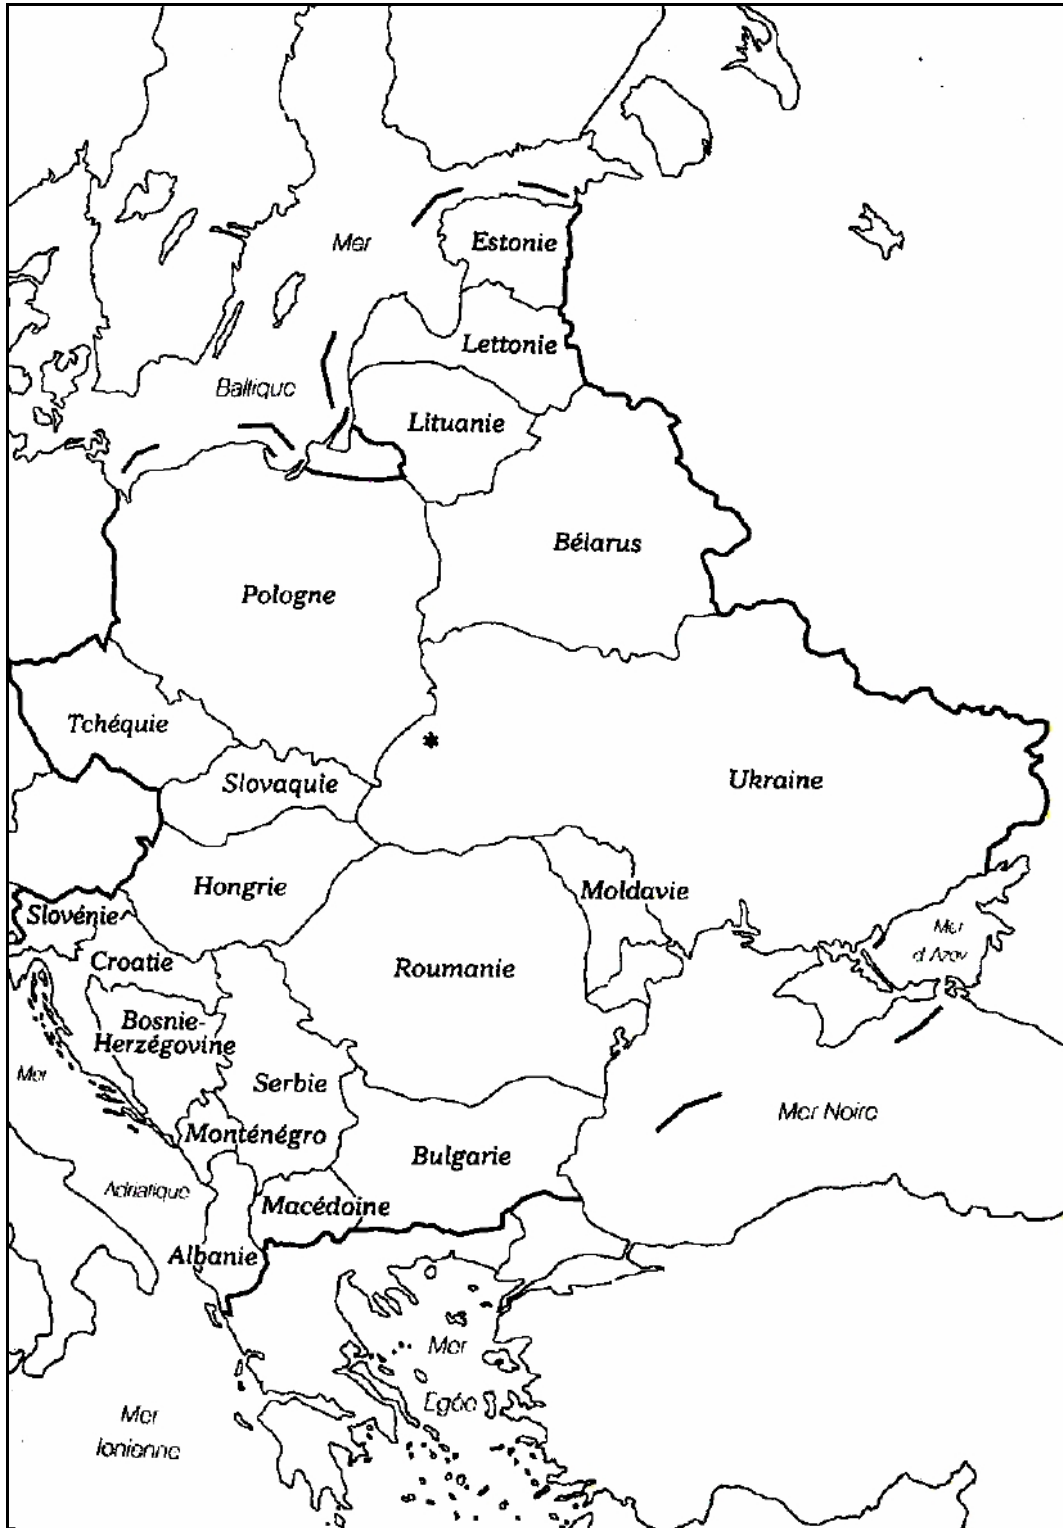 Mer
Estonie
Lettonie
Baltique
Lituanie
Bélarus
Pologne
Tchéquie
*
Slovaquie
Ukraine
Hongrie
Moldavie
Slovénie
Mer
d'Azov
Croatie
Roumanie
Bosnie-
Herzégovine
Mer
Serbie
Mer Noire
Monténégro
Bulgarie
Adriatique
Macédoine
Albanie
Mer
Egée
Mer
Ionienne